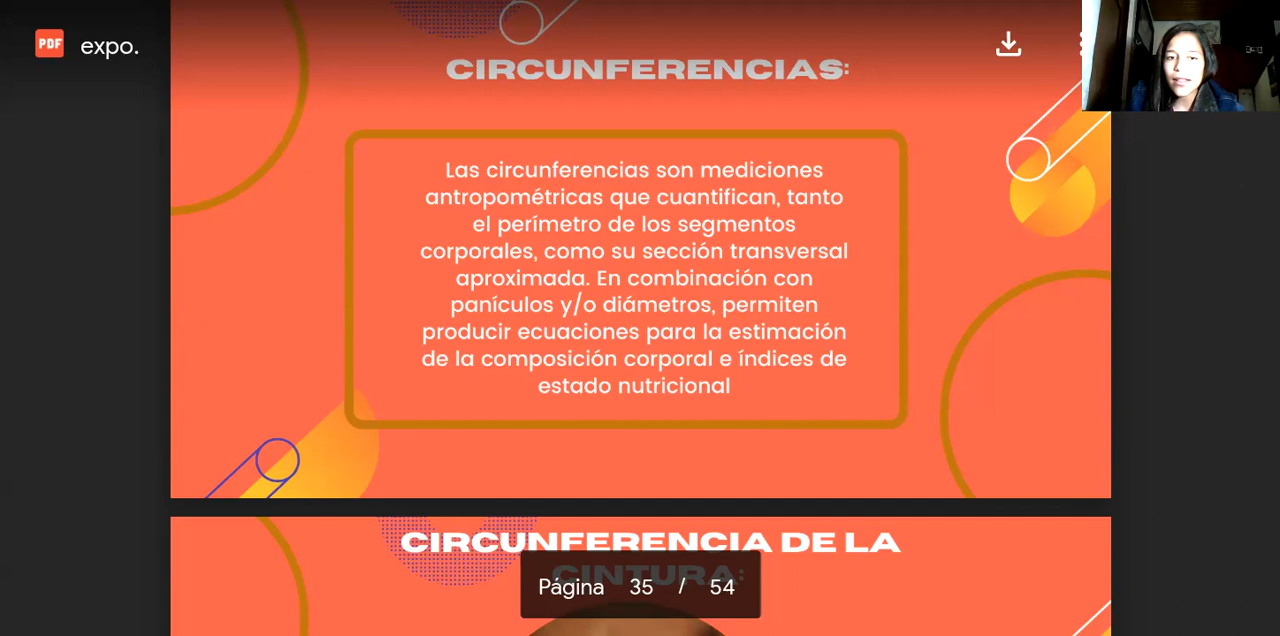 PDF expo.
CIRCUNFERENCIAS:
Las circunferencias son mediciones
antropométricas que cuantifican, tanto
el perímetro de los segmentos
corporales, como su sección transversal
aproximada. En combinación con
panículos y/o diámetros, permiten
producir ecuaciones para la estimación
de la composición corporal e índices de
estado nutricional
CIRCUNFERENCIA DE LA
CINTURA:
Página 35 / 54